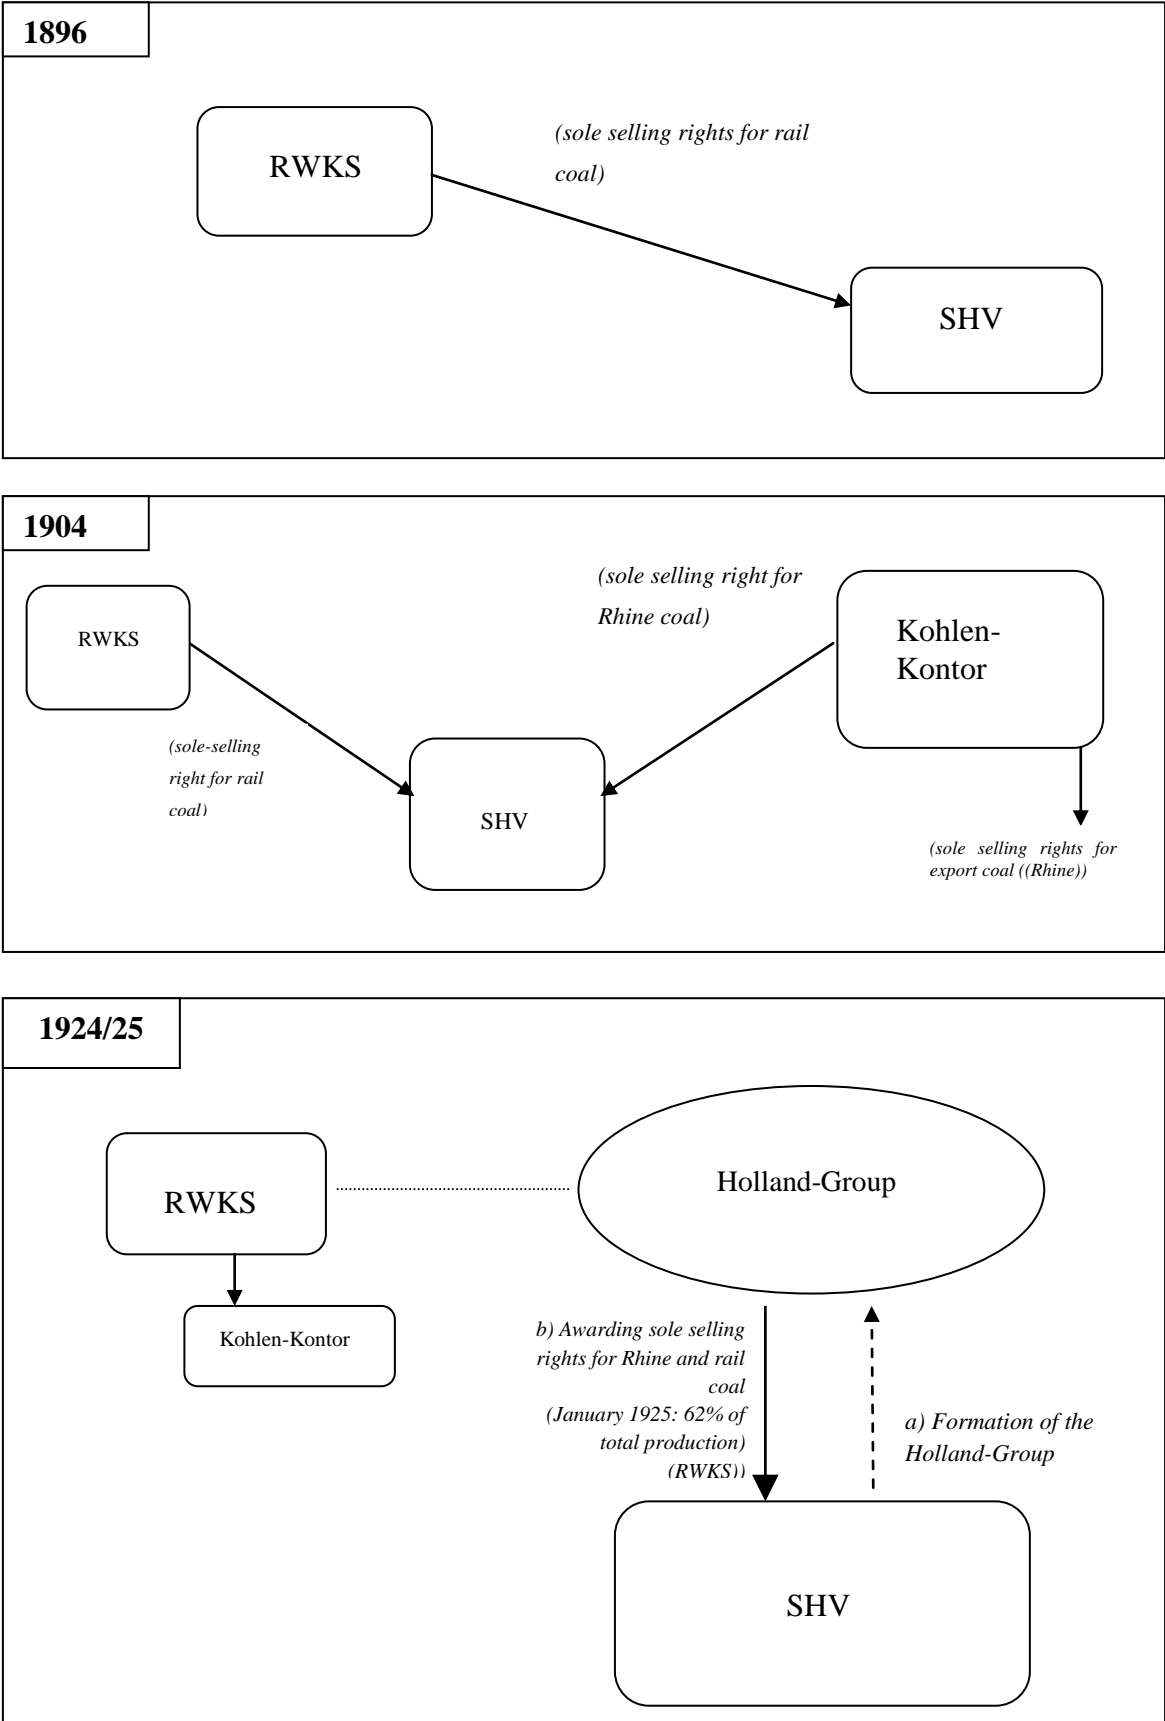 1896
RWKS
(sole selling rights for rail
coal)
SHV
1904
RWKS
(sole-selling
right for rail
coal)
(sole selling right for
Rhine coal)
Kohlen-
Kontor
SHV
(sole selling rights for
export coal ((Rhine))
1924/25
RWKS
Holland-Group
Kohlen-Kontor
b) Awarding sole selling
rights for Rhine and rail
coal
(January 1925: 62% of
total production)
(RWKS))
a) Formation of the
Holland-Group
SHV